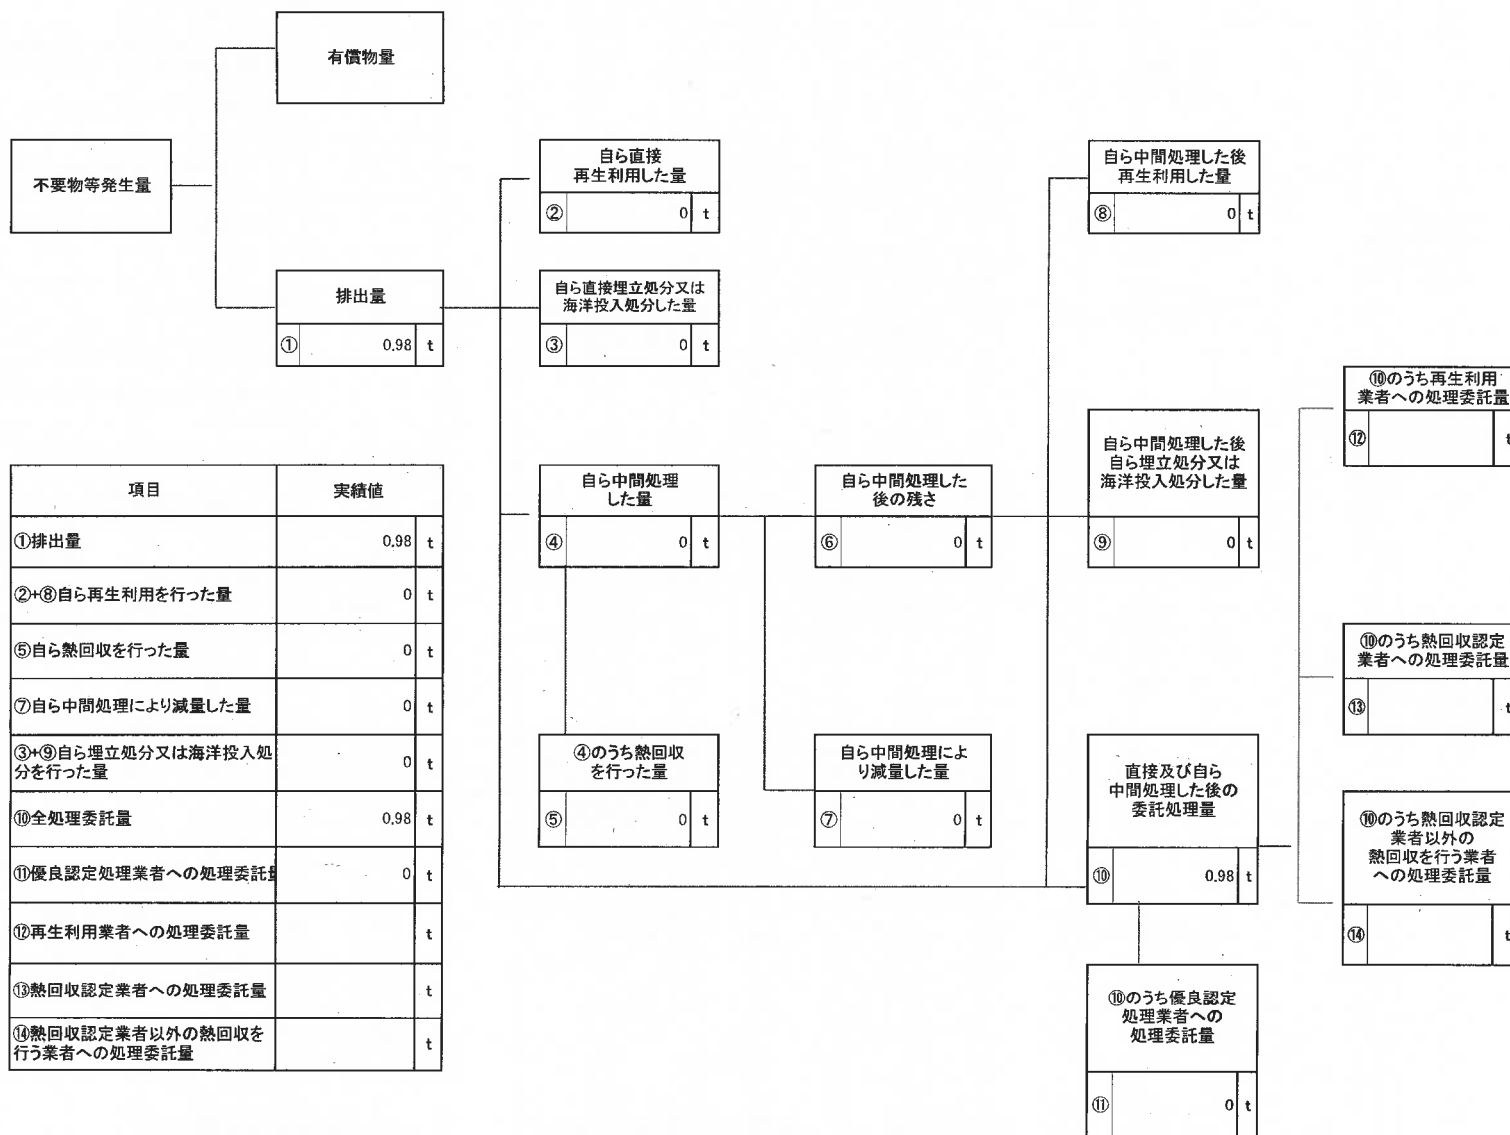 有償物量
不要物等発生量
排出量
① 0.98 t
自ら直接
再生利用した量
② 0 t
自ら直接埋立処分又は
海洋投入処分した量
③ 0 t
自ら中間処理
した量
④ 0 t
④のうち熱回収
を行った量
⑤ 0 t
自ら中間処理した
後の残さ
⑥ 0 t
自ら中間処理によ
り減量した量
⑦ 0 t
自ら中間処理した後
再生利用した量
⑧ 0 t
自ら中間処理した後
自ら埋立処分又は
海洋投入処分した量
⑨ 0 t
直接及び自ら
中間処理した後の
委託処理量
⑩ 0.98 t
⑩のうち優良認定
処理業者への
処理委託量
⑪ 0 t
⑩のうち再生利用
業者への処理委託量
⑫ t
⑩のうち熱回収認定
業者への処理委託量
⑬ t
⑩のうち熱回収認定
業者以外の
熱回収を行う業者
への処理委託量
⑭ t
項目 実績値
①排出量 0.98 t
②+⑧自ら再生利用を行った量 0 t
⑤自ら熱回収を行った量 0 t
⑦自ら中間処理により減量した量 0 t
③+⑨自ら埋立処分又は海洋投入処
分を行った量 0 t
⑩全処理委託量 0.98 t
⑪優良認定処理業者への処理委託量 0 t
⑫再生利用業者への処理委託量 t
⑬熱回収認定業者への処理委託量 t
⑭熱回収認定業者以外の熱回収を
行う業者への処理委託量 t